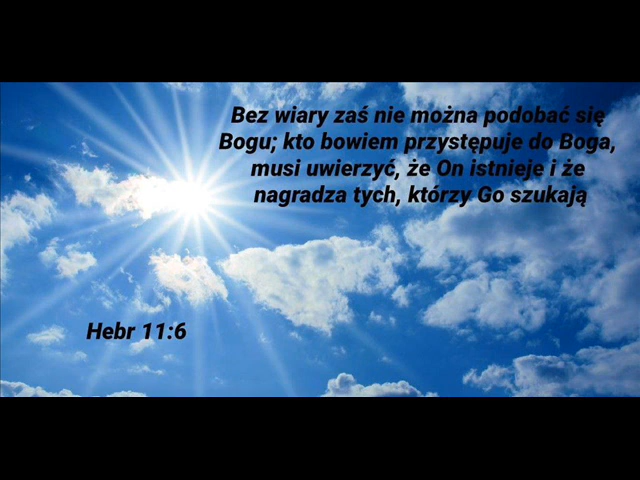 Bez wiary zaś nie można podobać się
Bogu; kto bowiem przystępuje do Boga,
musi uwierzyć, że On istnieje i że
nagradza tych, którzy Go szukają
Hebr 11:6